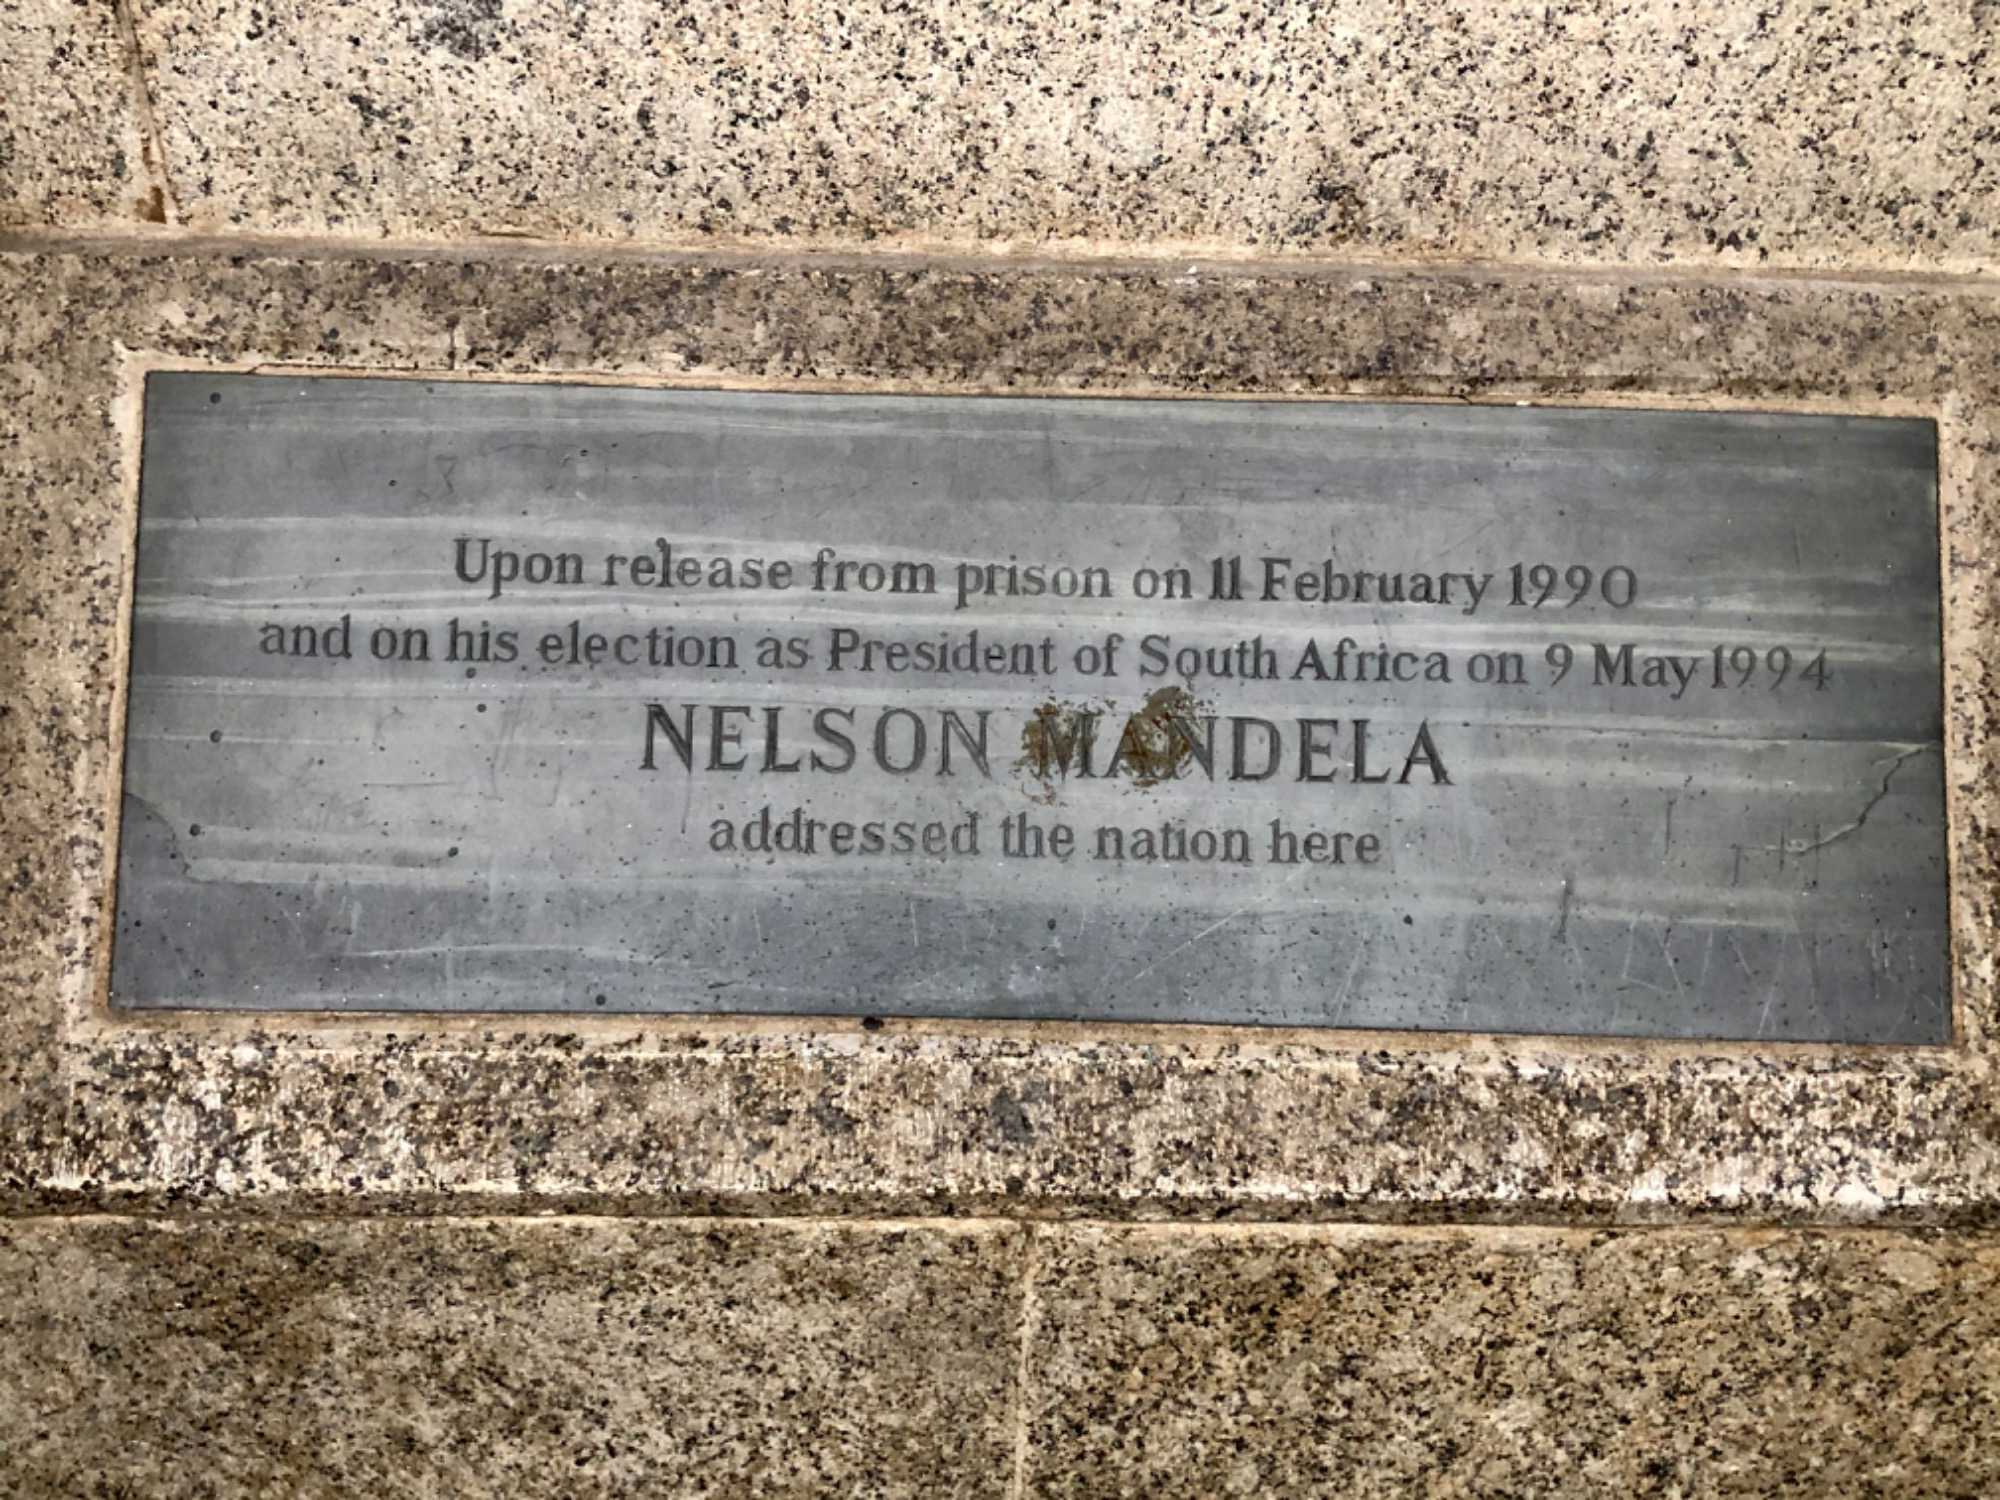 Upon release from prison on 11 February 1990
and on his election as President of South Africa on 9 May 1994
NELSON MANDELA
addressed the nation here